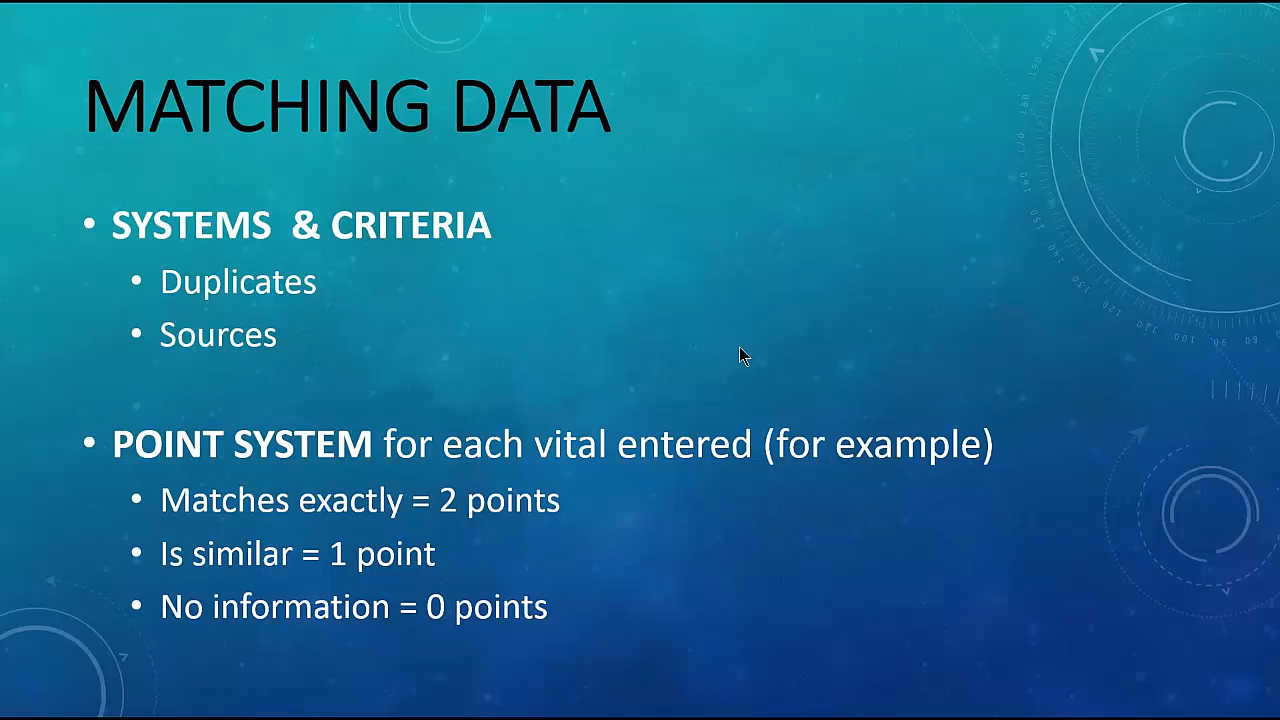 MATCHING DATA
• SYSTEMS & CRITERIA
• Duplicates
• Sources
• POINT SYSTEM for each vital entered (for example)
• Matches exactly = 2 points
• Is similar = 1 point
• No information = 0 points